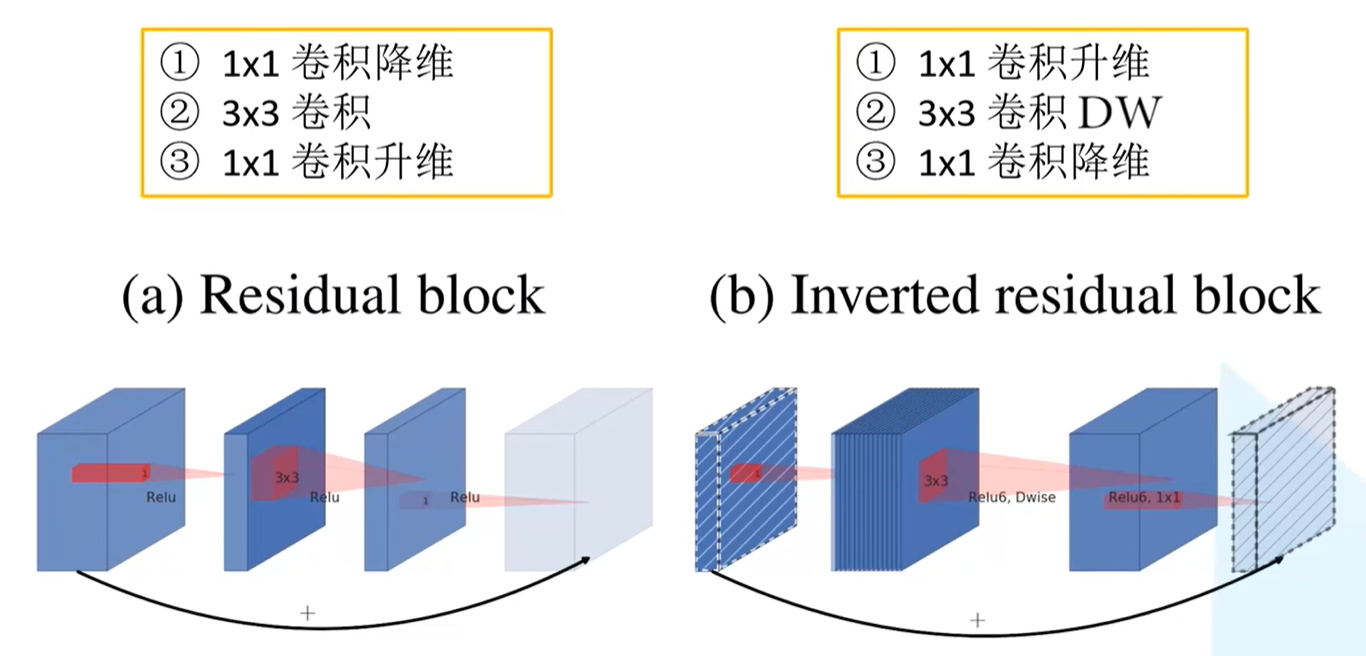 ① 1x1 卷积降维
② 3x3 卷积
③ 1x1 卷积升维
① 1x1 卷积升维
② 3x3 卷积 DW
③ 1x1 卷积降维
(a) Residual block
(b) Inverted residual block
1
Relu
3x3
Relu
1
Relu
+
1
3x3
Relu6, Dwise
Relu6, 1x1
+